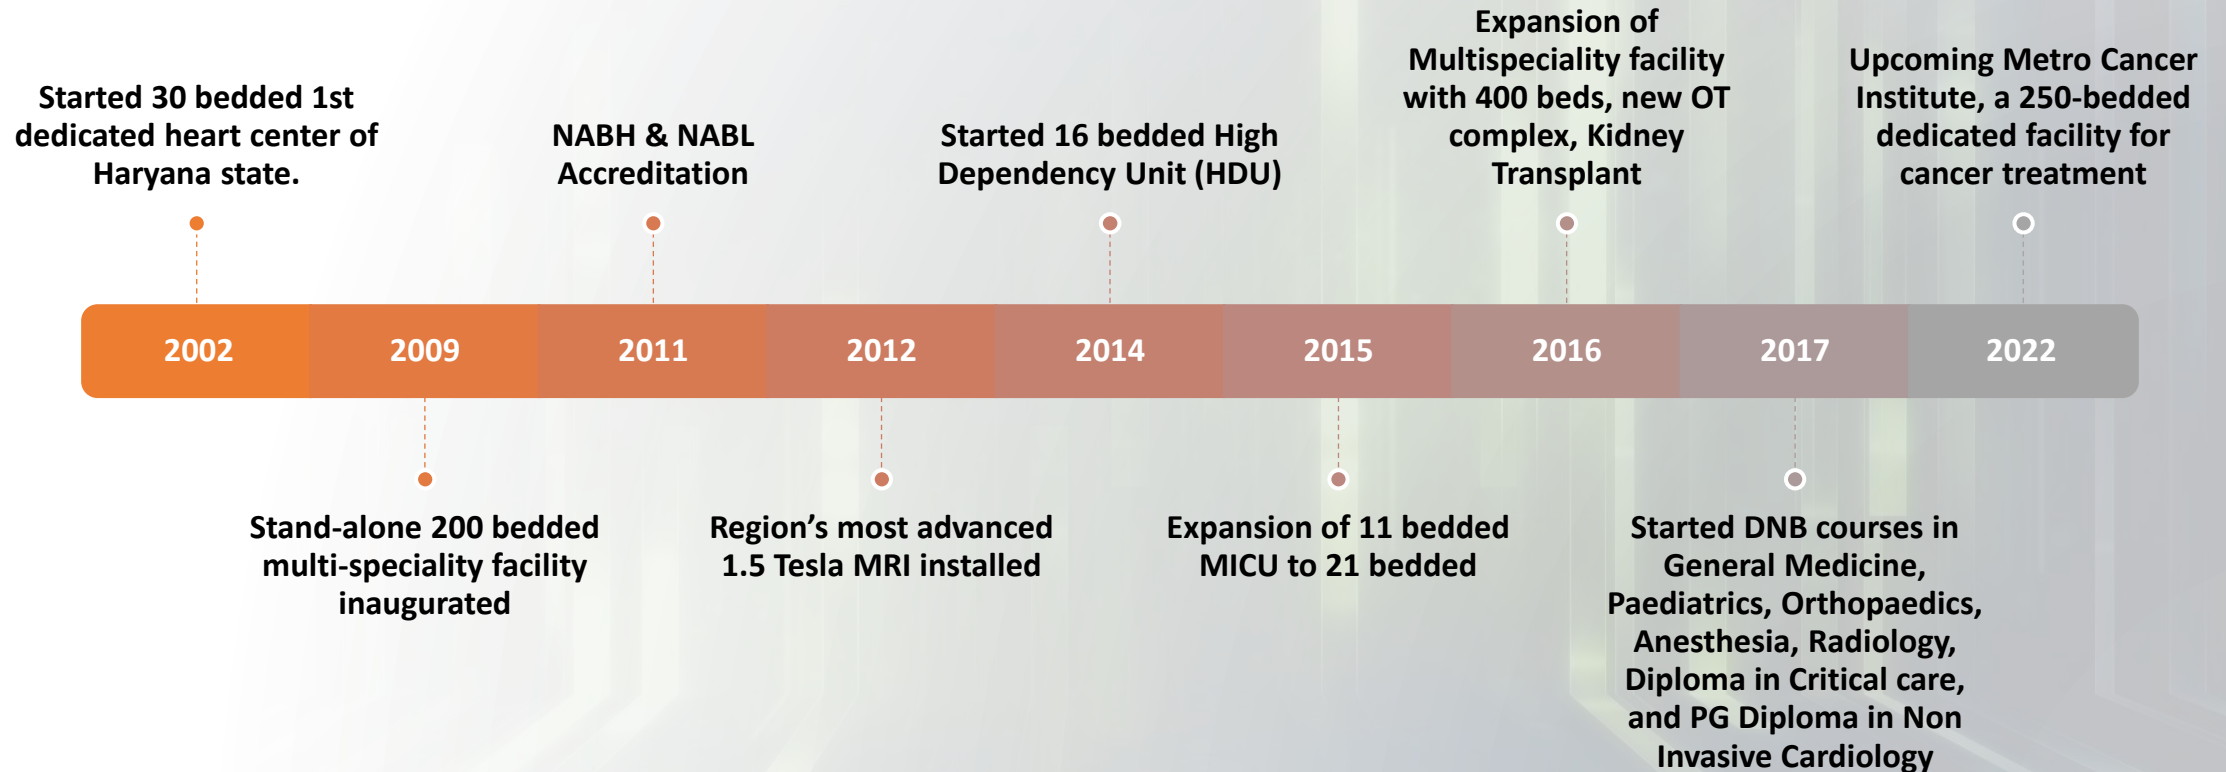 Started 30 bedded 1st
dedicated heart center of
Haryana state.
NABH & NABL
Accreditation
Started 16 bedded High
Dependency Unit (HDU)
Expansion of
Multispeciality facility
with 400 beds, new OT
complex, Kidney
Transplant
Upcoming Metro Cancer
Institute, a 250-bedded
dedicated facility for
cancer treatment
2002
2009
2011
2012
2014
2015
2016
2017
2022
Stand-alone 200 bedded
multi-speciality facility
inaugurated
Region’s most advanced
1.5 Tesla MRI installed
Expansion of 11 bedded
MICU to 21 bedded
Started DNB courses in
General Medicine,
Paediatrics, Orthopaedics,
Anesthesia, Radiology,
Diploma in Critical care,
and PG Diploma in Non
Invasive Cardiology